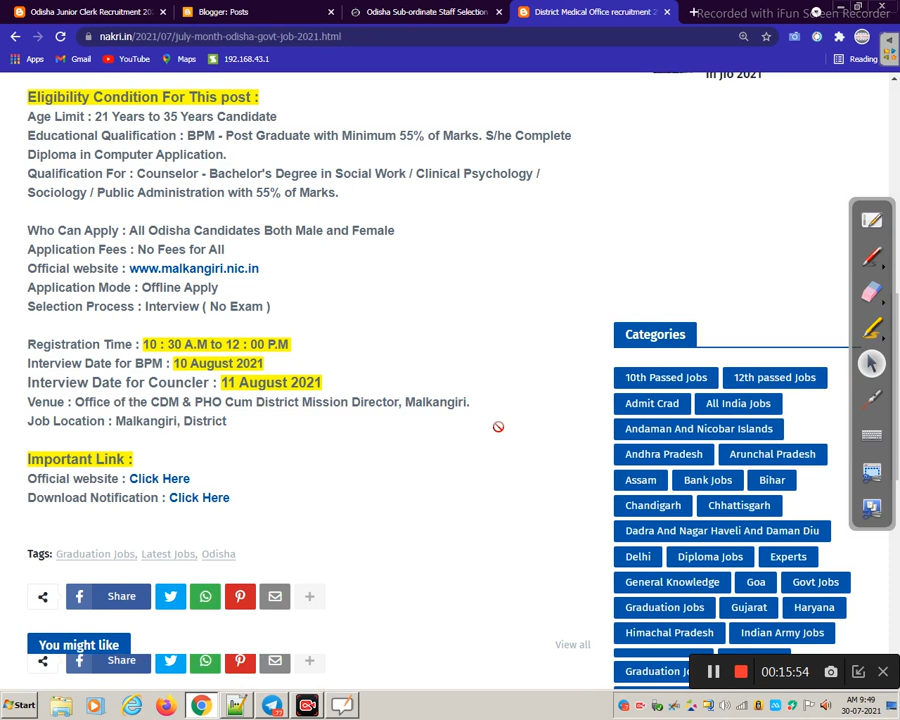 Odisha Junior Clerk Recruitment 202
Blogger: Posts
Odisha Sub-ordinate Staff Selection
District Medical Office recruitment 2
Recorded with iFun Screen Recorder
nakri.in/2021/07/july-month-odisha-govt-job-2021.html
Apps
Gmail
YouTube
Maps
192.168.43.1
Reading
in Jio 2021
Eligibility Condition For This post :
Age Limit : 21 Years to 35 Years Candidate
Educational Qualification : BPM - Post Graduate with Minimum 55% of Marks. S/he Complete
Diploma in Computer Application.
Qualification For : Counselor - Bachelor's Degree in Social Work / Clinical Psychology /
Sociology / Public Administration with 55% of Marks.
Who Can Apply : All Odisha Candidates Both Male and Female
Application Fees : No Fees for All
Official website : www.malkangiri.nic.in
Application Mode : Offline Apply
Selection Process : Interview ( No Exam )
Registration Time : 10 : 30 A.M to 12 : 00 P.M
Interview Date for BPM : 10 August 2021
Interview Date for Councler : 11 August 2021
Venue : Office of the CDM & PHO Cum District Mission Director, Malkangiri.
Job Location : Malkangiri, District
Important Link :
Official website : Click Here
Download Notification : Click Here
Tags: Graduation Jobs, Latest Jobs, Odisha
Share
You might like
View all
Share
Categories
10th Passed Jobs
12th passed Jobs
Admit Crad
All India Jobs
Andaman And Nicobar Islands
Andhra Pradesh
Arunchal Pradesh
Assam
Bank Jobs
Bihar
Chandigarh
Chhattisgarh
Dadra And Nagar Haveli And Daman Diu
Delhi
Diploma Jobs
Experts
General Knowledge
Goa
Govt Jobs
Graduation Jobs
Gujarat
Haryana
Himachal Pradesh
Indian Army Jobs
Graduation Jo
00:15:54
Start
AM 9:49
30-07-2021